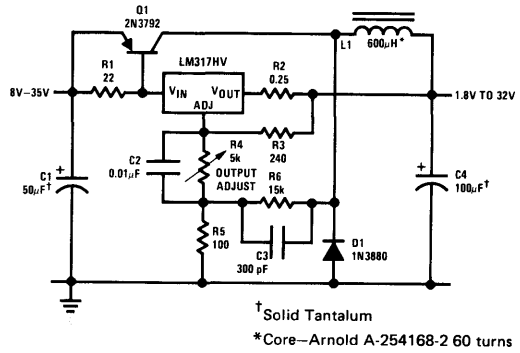 Q1
2N3792
LM317HV
L1
600μH*
R1
22
R2
0.25
8V–35V
VIN
VOUT
ADJ
1.8V TO 32V
R4
5k
R3
240
C2
0.01μF
OUTPUT
ADJUST
R6
15k
C1
50μF†
+
C4
100μF†
+
R5
100
C3
300 pF
D1
1N3880
†Solid Tantalum
*Core—Arnold A-254168-2 60 turns